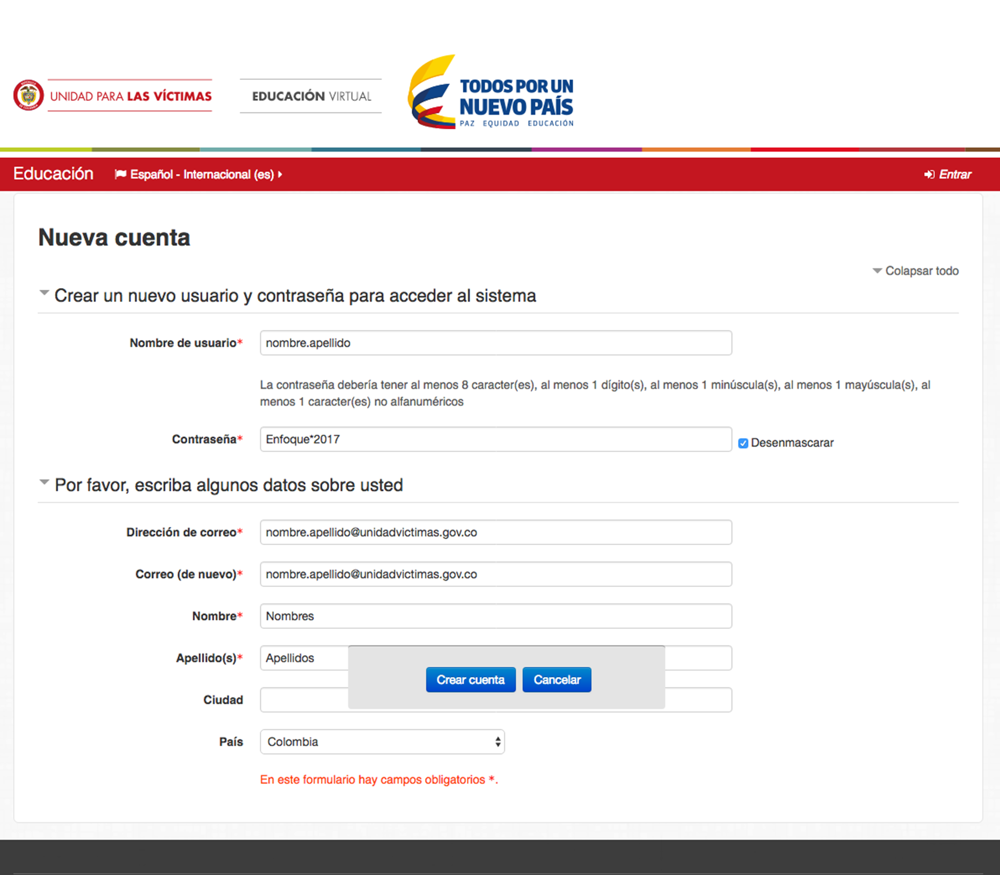 UNIDAD PARA LAS VÍCTIMAS
EDUCACIÓN VIRTUAL
TODOS POR UN
NUEVO PAÍS
PAZ EQUIDAD EDUCACIÓN
Educación
Español - Internacional (es)
Entrar
Nueva cuenta
Colapsar todo
Crear un nuevo usuario y contraseña para acceder al sistema
Nombre de usuario*
nombre.apellido
La contraseña debería tener al menos 8 caracter(es), al menos 1 dígito(s), al menos 1 minúscula(s), al menos 1 mayúscula(s), al
menos 1 caracter(es) no alfanuméricos
Contraseña*
Enfoque*2017
Desenmascarar
Por favor, escriba algunos datos sobre usted
Dirección de correo*
nombre.apellido@unidadvictimas.gov.co
Correo (de nuevo)*
nombre.apellido@unidadvictimas.gov.co
Nombre*
Nombres
Apellido(s)*
Apellidos
Crear cuenta
Cancelar
Ciudad
País
Colombia
En este formulario hay campos obligatorios *.